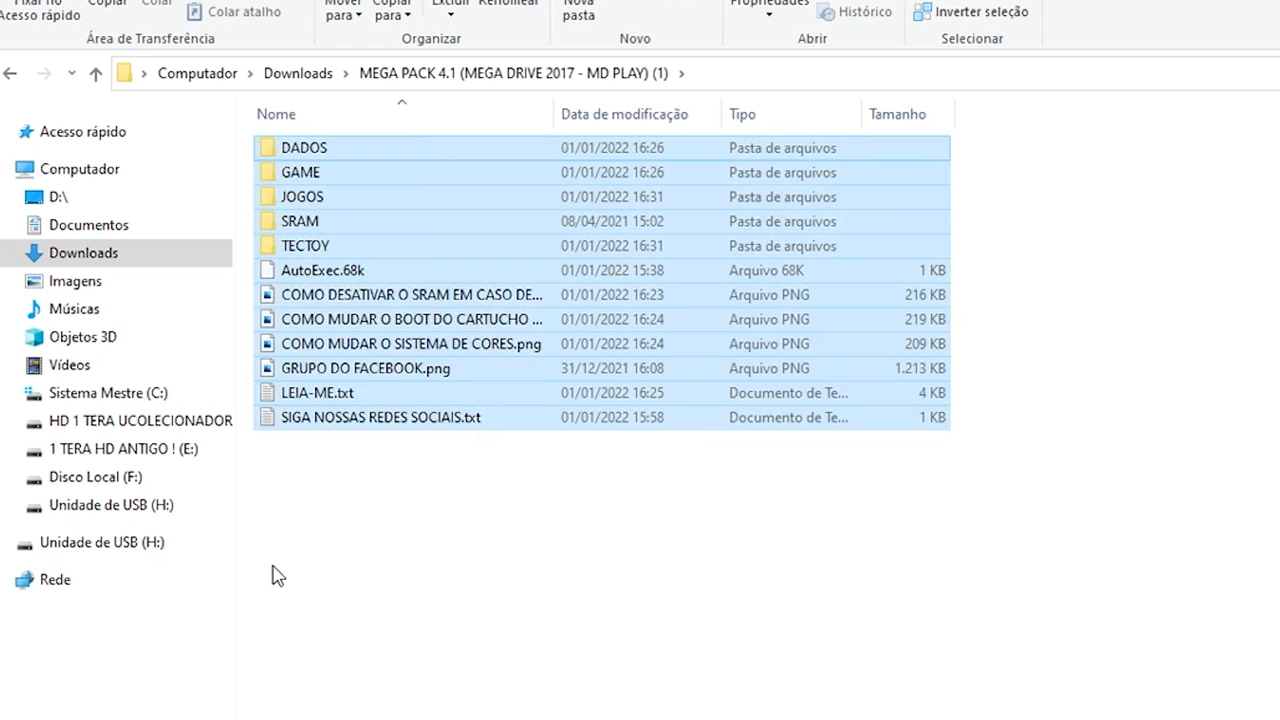 Fixar no
Acesso rápido
Copiar
Colar
Colar atalho
Área de Transferência
Mover
para
Copiar
para
Excluir
Renomear
Organizar
Nova
pasta
Novo
Propriedades
Histórico
Abrir
Inverter seleção
Selecionar
Computador > Downloads > MEGA PACK 4.1 (MEGA DRIVE 2017 - MD PLAY) (1) >
Nome Data de modificação Tipo Tamanho
Acesso rápido
Computador
D:\
Documentos
Downloads
Imagens
Músicas
Objetos 3D
Vídeos
Sistema Mestre (C:)
HD 1 TERA UCOLECIONADOR
1 TERA HD ANTIGO ! (E:)
Disco Local (F:)
Unidade de USB (H:)
Unidade de USB (H:)
Rede
DADOS 01/01/2022 16:26 Pasta de arquivos
GAME 01/01/2022 16:26 Pasta de arquivos
JOGOS 01/01/2022 16:31 Pasta de arquivos
SRAM 08/04/2021 15:02 Pasta de arquivos
TECTOY 01/01/2022 16:31 Pasta de arquivos
AutoExec.68k 01/01/2022 15:38 Arquivo 68K 1 KB
COMO DESATIVAR O SRAM EM CASO DE... 01/01/2022 16:23 Arquivo PNG 216 KB
COMO MUDAR O BOOT DO CARTUCHO ... 01/01/2022 16:24 Arquivo PNG 219 KB
COMO MUDAR O SISTEMA DE CORES.png 01/01/2022 16:24 Arquivo PNG 209 KB
GRUPO DO FACEBOOK.png 31/12/2021 16:08 Arquivo PNG 1.213 KB
LEIA-ME.txt 01/01/2022 16:25 Documento de Te... 4 KB
SIGA NOSSAS REDES SOCIAIS.txt 01/01/2022 15:58 Documento de Te... 1 KB